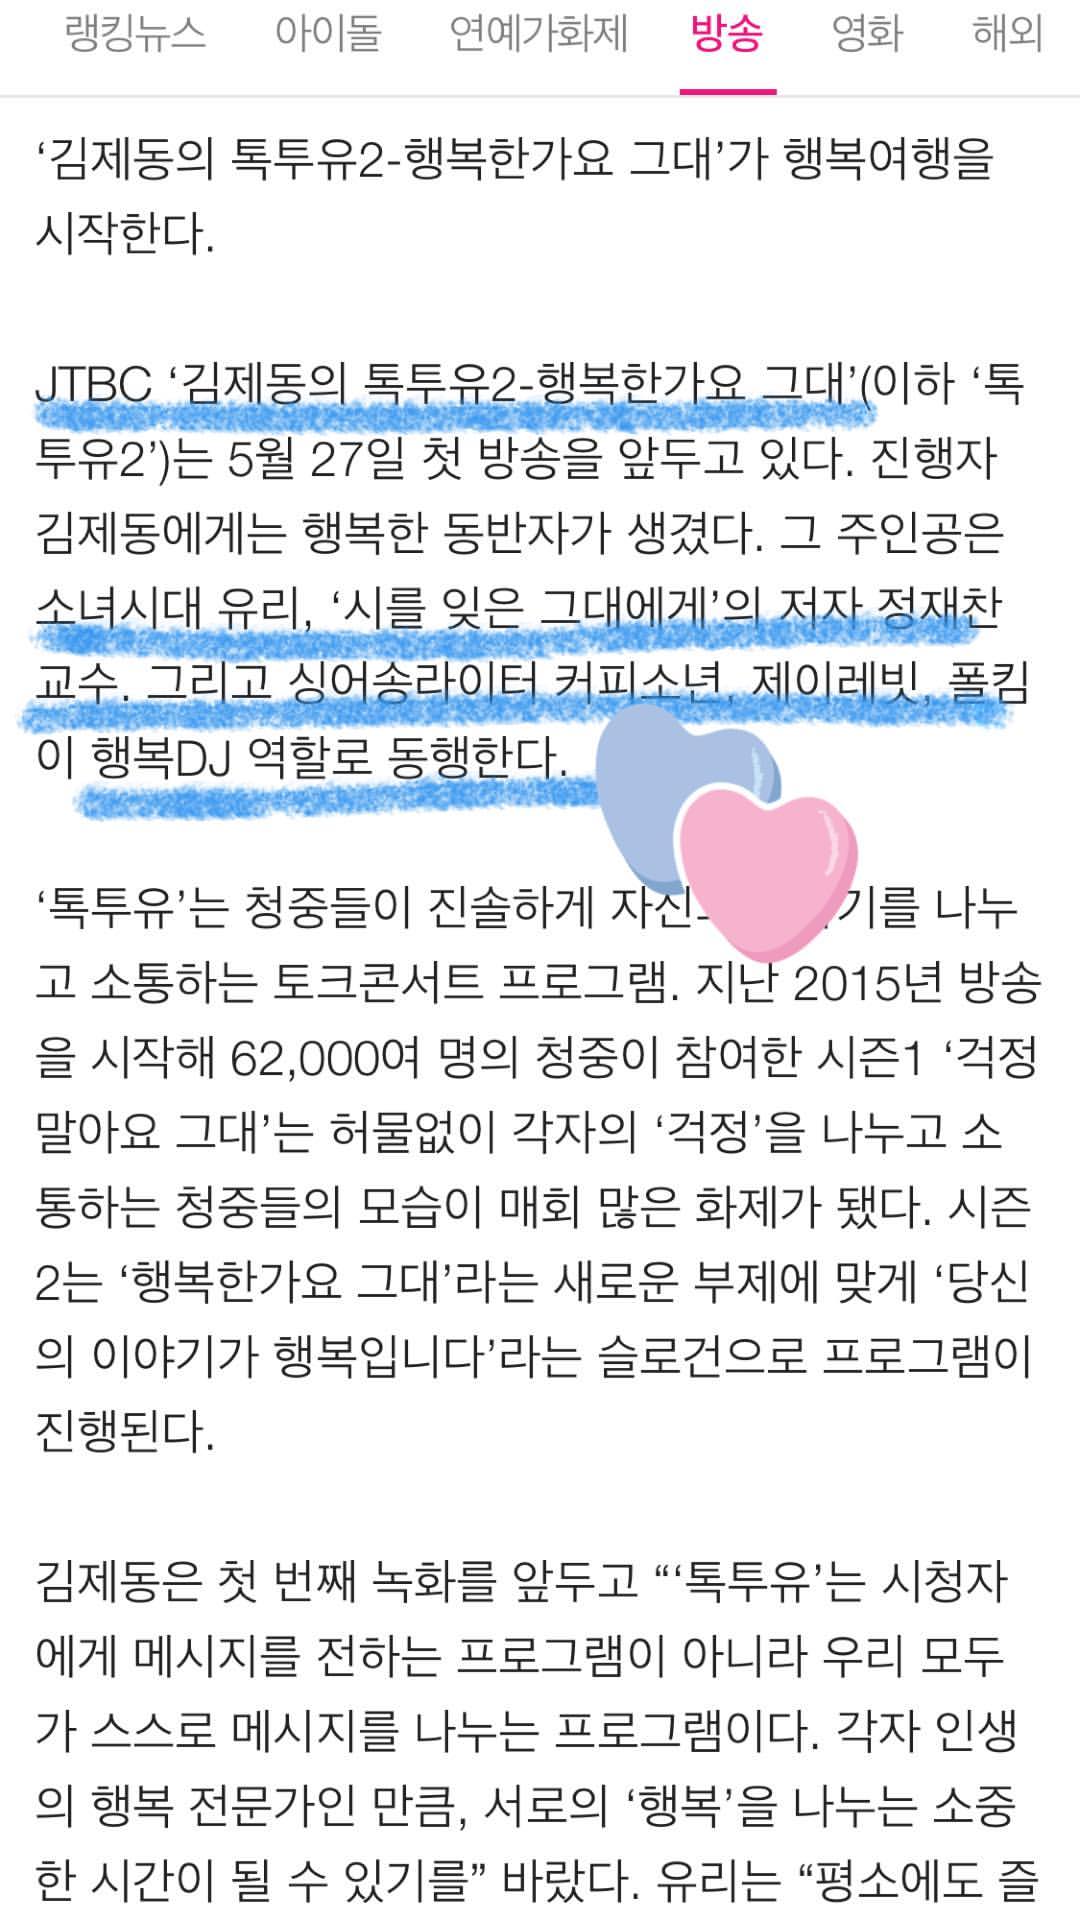 랭킹뉴스 아이돌 연예가화제 방송 영화 해외
‘김제동의 톡투유2-행복한가요 그대’가 행복여행을
시작한다.
JTBC ‘김제동의 톡투유2-행복한가요 그대’(이하 ‘톡
투유2’)는 5월 27일 첫 방송을 앞두고 있다. 진행자
김제동에게는 행복한 동반자가 생겼다. 그 주인공은
소녀시대 유리, ‘시를 잊은 그대에게’의 저자 정재찬
교수. 그리고 싱어송라이터 커피소년, 제이레빗, 폴킴
이 행복DJ 역할로 동행한다.
‘톡투유’는 청중들이 진솔하게 나누
고 소통하는 토크콘서트 프로그램. 지난 2015년 방송
을 시작해 62,000여 명의 청중이 참여한 시즌1 ‘걱정
말아요 그대’는 허물없이 각자의 ‘걱정’을 나누고 소
통하는 청중들의 모습이 매회 많은 화제가 됐다. 시즌
2는 ‘행복한가요 그대’라는 새로운 부제에 맞게 ‘당신
의 이야기가 행복입니다’라는 슬로건으로 프로그램이
진행된다.
김제동은 첫 번째 녹화를 앞두고 “‘톡투유’는 시청자
에게 메시지를 전하는 프로그램이 아니라 우리 모두
가 스스로 메시지를 나누는 프로그램이다. 각자 인생
의 행복 전문가인 만큼, 서로의 ‘행복’을 나누는 소중
한 시간이 될 수 있기를” 바랐다. 유리는 “평소에도 즐